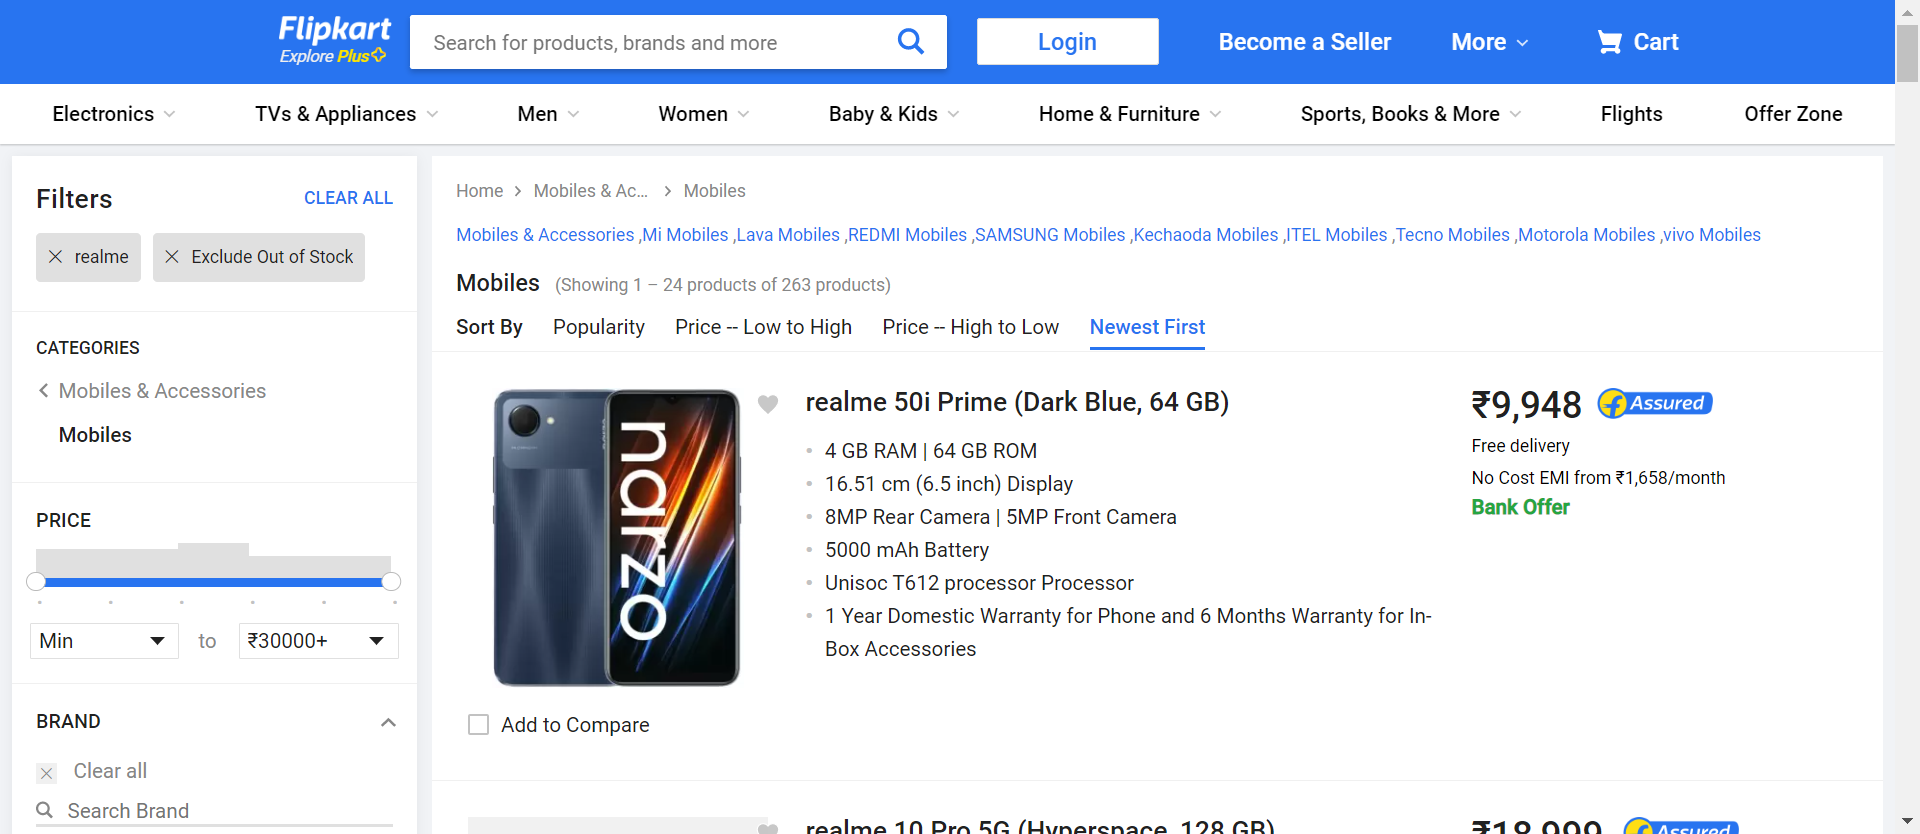 Flipkart
Explore Plus
Search for products, brands and more
Login
Become a Seller
More
Cart
Electronics
TVs & Appliances
Men
Women
Baby & Kids
Home & Furniture
Sports, Books & More
Flights
Offer Zone
Filters
CLEAR ALL
realme
Exclude Out of Stock
CATEGORIES
Mobiles & Accessories
Mobiles
PRICE
Min
to
₹30000+
BRAND
Clear all
Search Brand
Home
Mobiles & Ac...
Mobiles
Mobiles & Accessories ,Mi Mobiles ,Lava Mobiles ,REDMI Mobiles ,SAMSUNG Mobiles ,Kechaoda Mobiles ,ITEL Mobiles ,Tecno Mobiles ,Motorola Mobiles ,vivo Mobiles
Mobiles (Showing 1 – 24 products of 263 products)
Sort By
Popularity
Price -- Low to High
Price -- High to Low
Newest First
narzo
Add to Compare
realme 50i Prime (Dark Blue, 64 GB)
4 GB RAM | 64 GB ROM
16.51 cm (6.5 inch) Display
8MP Rear Camera | 5MP Front Camera
5000 mAh Battery
Unisoc T612 processor Processor
1 Year Domestic Warranty for Phone and 6 Months Warranty for In-
Box Accessories
₹9,948
Assured
Free delivery
No Cost EMI from ₹1,658/month
Bank Offer
realme 10 Pro 5G (Hyperspace, 128 GB)
₹18,999
Assured